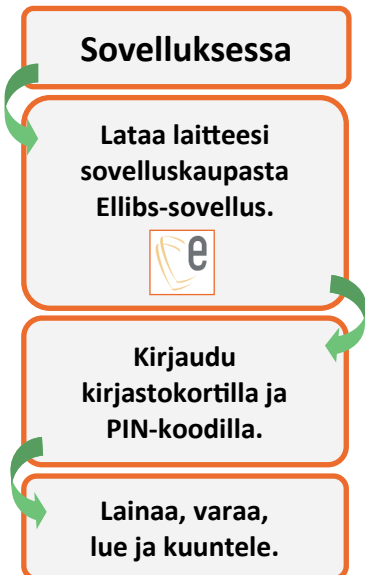 Sovelluksessa
Lataa laitteesi
sovelluskaupasta
Ellibs-sovellus.
e
Kirjaudu
kirjastokortilla ja
PIN-koodilla.
Lainaa, varaa,
lue ja kuuntele.